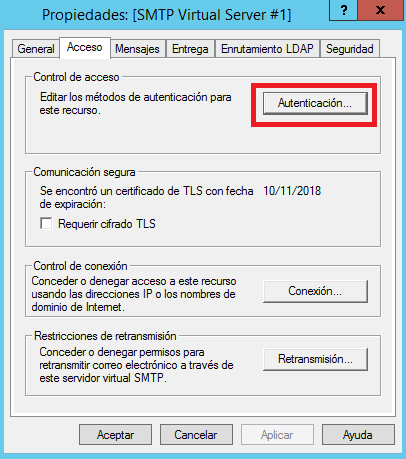 Propiedades: [SMTP Virtual Server #1]
? x
General Acceso Mensajes Entrega Enrutamiento LDAP Seguridad
Control de acceso
Editar los métodos de autenticación para
este recurso.
Autenticación...
Comunicación segura
Se encontró un certificado de TLS con fecha
de expiración:
10/11/2018
Requerir cifrado TLS
Control de conexión
Conceder o denegar acceso a este recurso
usando las direcciones IP o los nombres de
dominio de Internet.
Conexión...
Restricciones de retransmisión
Conceder o denegar permisos para
retransmitir correo electrónico a través de
este servidor virtual SMTP.
Retransmisión...
Aceptar Cancelar Aplicar Ayuda